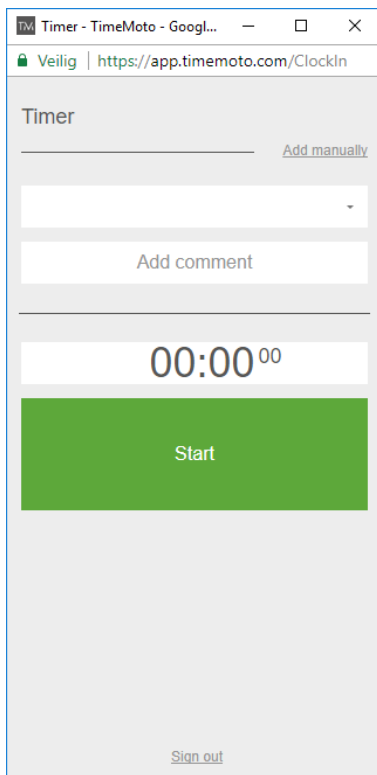 TM Timer - TimeMoto - Googl...
Veilig https://app.timemoto.com/ClockIn
Timer
Add manually
Add comment
00:00 00
Start
Sign out